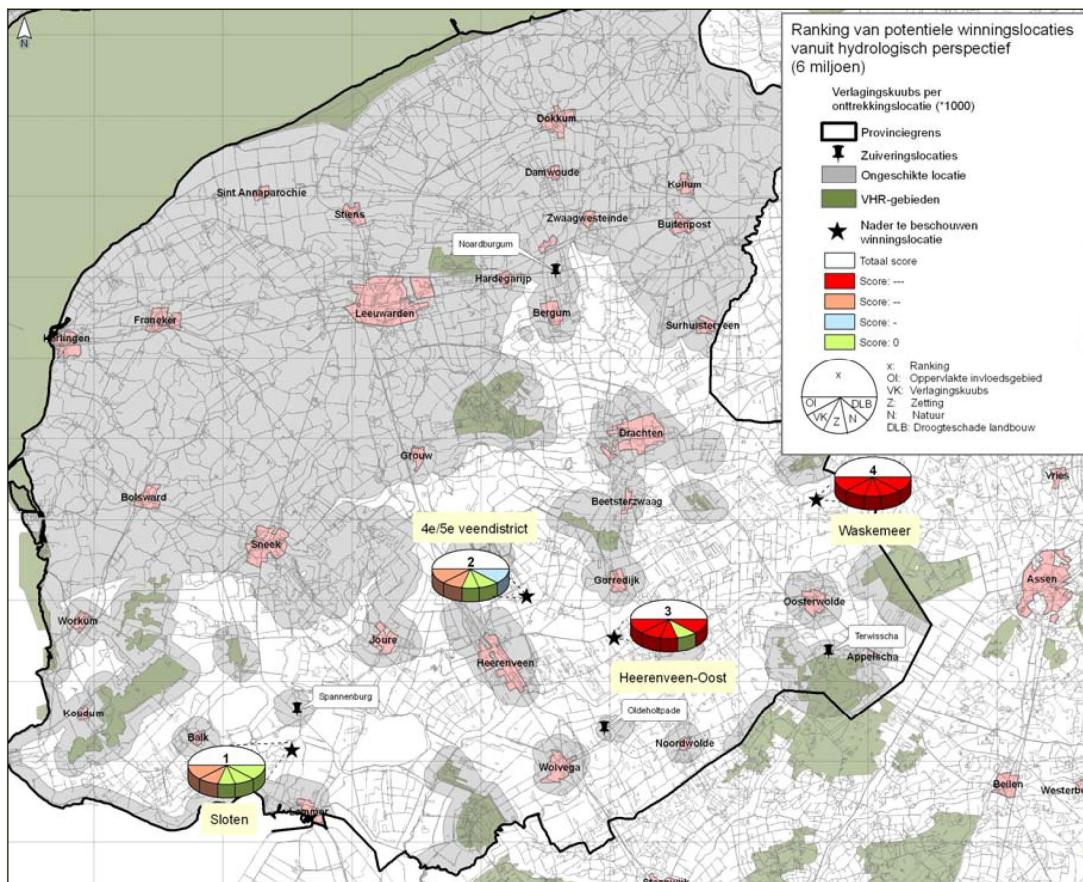 N
Ranking van potentiele winningslocaties
vanuit hydrologisch perspectief
(6 miljoen)
Verlagingskuubs per
onttrekkingslocatie (*1000)
Provinciegrens
Zuiveringslocaties
Ongeschikte locatie
VHR-gebieden
Nader te beschouwen
winningslocatie
Totaal score
Score: ---
Score: --
Score: -
Score: 0
x
OI
VK
Z
N
DLB
x: Ranking
OI: Oppervlakte invloedsgebied
VK: Verlagingskuubs
Z: Zetting
N: Natuur
DLB: Droogteschade landbouw
Dokkum
Damwoude
Kollum
Sint Annaparochie
Stiens
Zwaagwesteinde
Buitenpost
Noardburgum
Hardegarijp
Leeuwarden
Bergum
Franeker
Harlingen
Surhuisterveen
Drachten
Grouw
Bolsward
Beetsterzwaag
4
Vries
Waskemeer
4e/5e veendistrict
Sneek
2
Gorredijk
Assen
Oosterwolde
Workum
3
Joure
Heerenveen
Terwisscha
Appelscha
Heerenveen-Oost
Spannenburg
Koudum
Oldeholtpade
Balk
Noordwolde
1
Wolvega
Beilen
Sloten
Lemmer